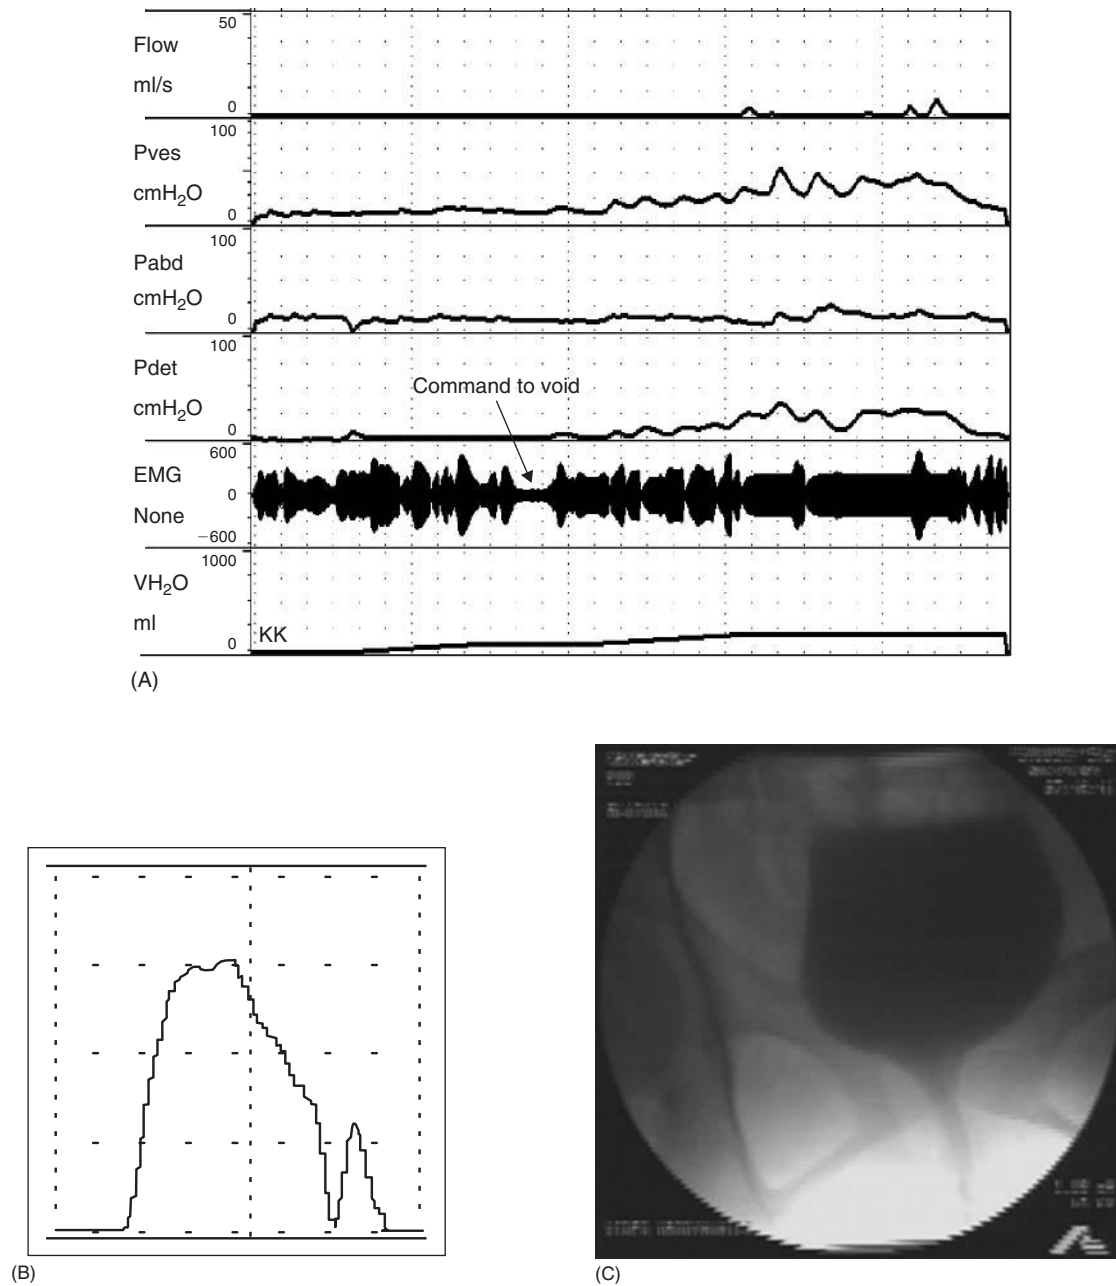 50
Flow
ml/s
0
100
Pves
cmH2O
0
100
Pabd
cmH2O
0
100
Pdet
Command to void
cmH2O
0
600
EMG
0
None
−600
1000
VH2O
ml
0
KK
(A)
(B)
(C)